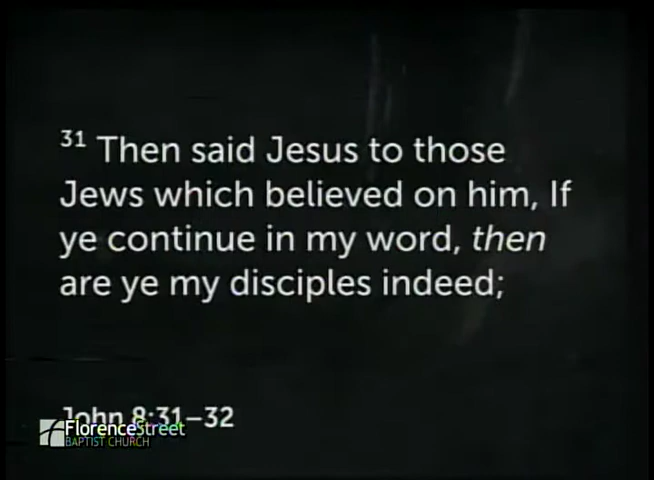 31 Then said Jesus to those
Jews which believed on him, If
ye continue in my word, then
are ye my disciples indeed;
John 8:31–32
FlorenceStreet
BAPTIST CHURCH